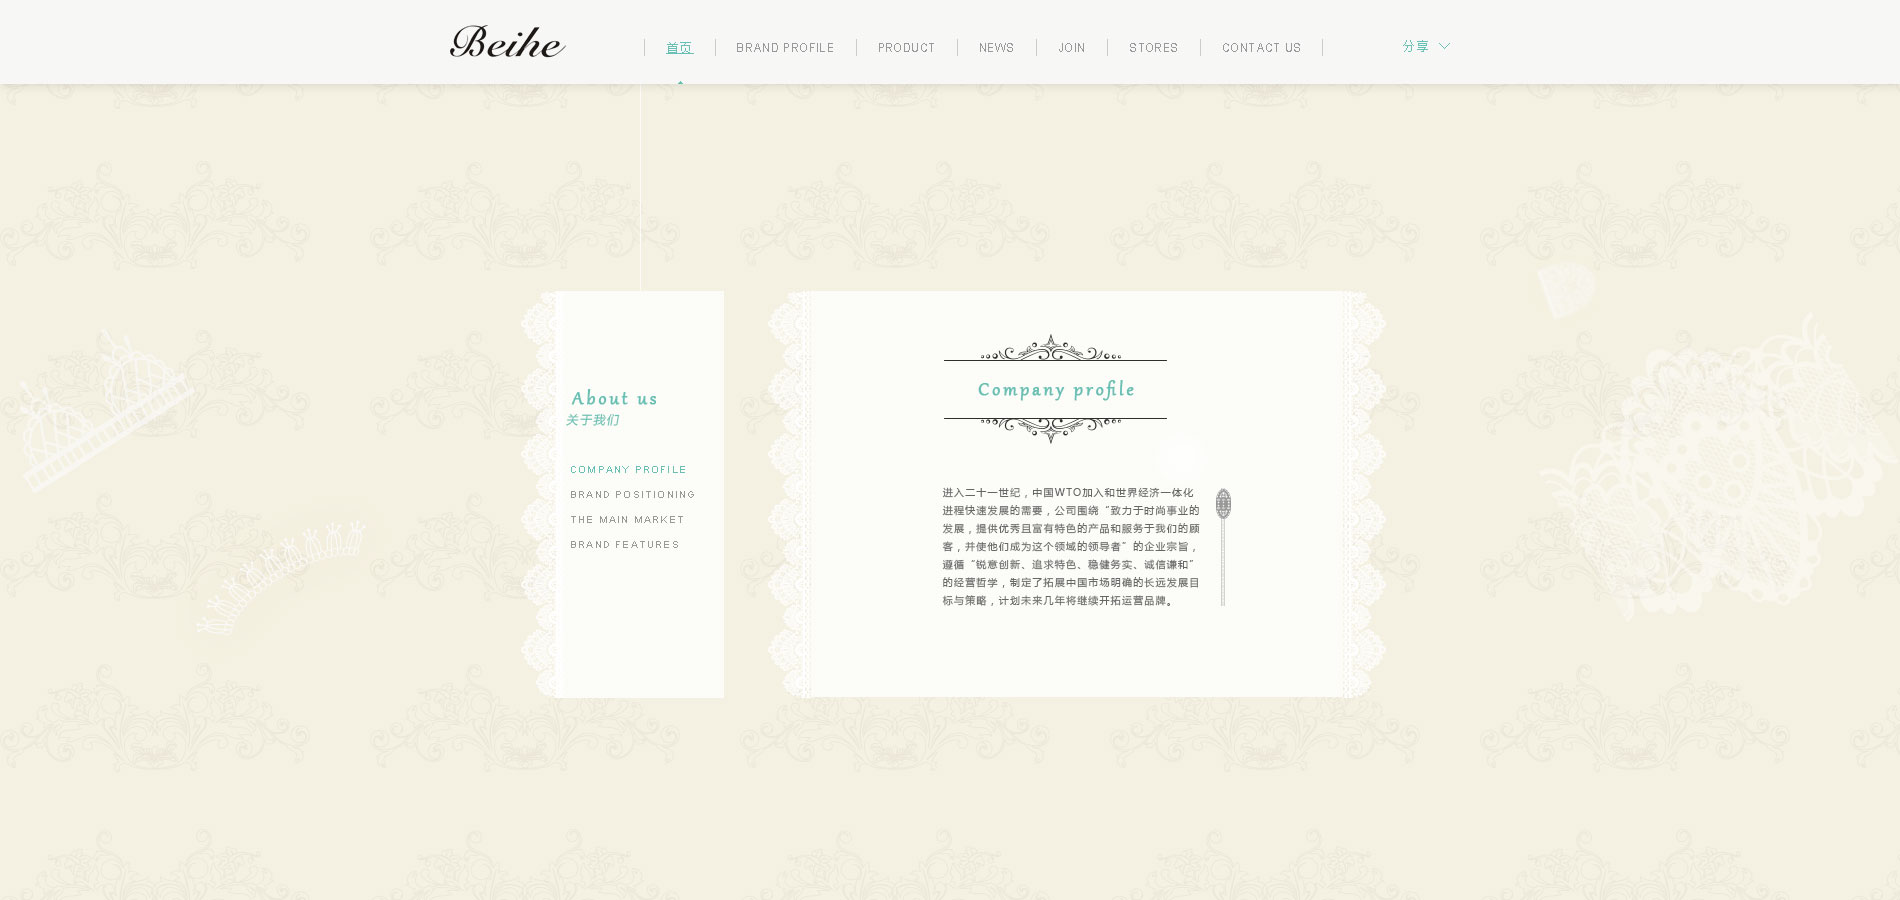 Beihe
首页
BRAND PROFILE
PRODUCT
NEWS
JOIN
STORES
CONTACT US
分享
About us
关于我们
COMPANY PROFILE
BRAND POSITIONING
THE MAIN MARKET
BRAND FEATURES
Company profile
进入二十一世纪，中国WTO加入和世界经济一体化
进程快速发展的需要，公司围绕“致力于时尚事业的
发展，提供优秀且富有特色的产品和服务于我们的顾
客，并使他们成为这个领域的领导者”的企业宗旨，
遵循“锐意创新、追求特色、稳健务实、诚信谦和”
的经营哲学，制定了拓展中国市场明确的长远发展目
标与策略，计划未来几年将继续开拓运营品牌。